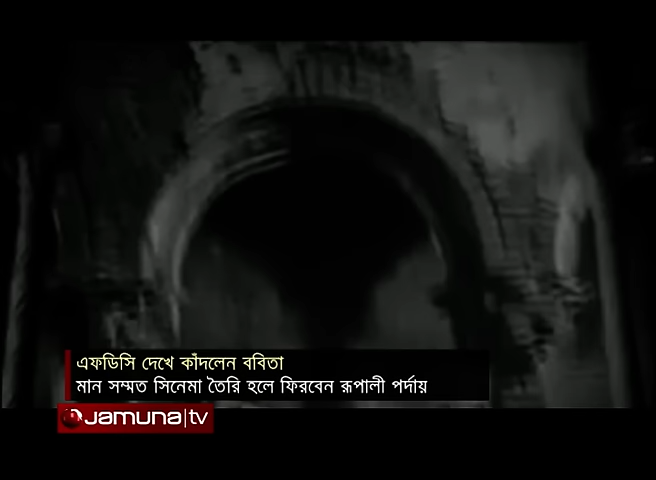 এফডিসি দেখে কাঁদলেন ববিতা
মান সম্মত সিনেমা তৈরি হলে ফিরবেন রূপালী পর্দায়
JAMUNA|tv